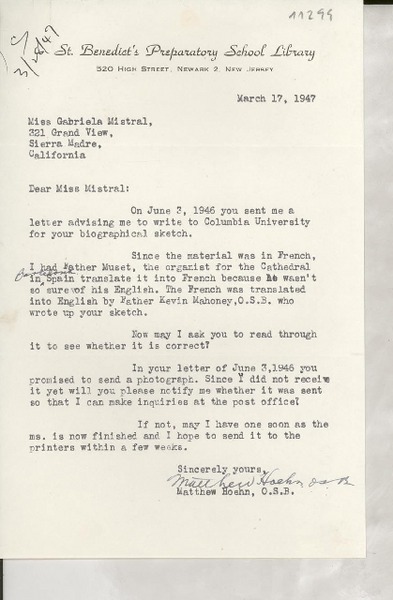 11299
3/28/47
St. Benedict's Preparatory School Library
520 HIGH STREET, NEWARK 2, NEW JERSEY
March 17, 1947
Miss Gabriela Mistral,
321 Grand View,
Sierra Madre,
California
Dear Miss Mistral:
On June 3, 1946 you sent me a
letter advising me to write to Columbia University
for your biographical sketch.
Since the material was in French,
I had Father Muset, the organist for the Cathedral
in Spain translate it into French because he wasn't
so sure of his English. The French was translated
into English by Father Kevin Mahoney,O.S.B. who
wrote up your sketch.
Now may I ask you to read through
it to see whether it is correct?
In your letter of June 3,1946 you
promised to send a photograph. Since I did not receive
it yet will you please notify me whether it was sent
so that I can make inquiries at the post office?
If not, may I have one soon as the
ms. is now finished and I hope to send it to the
printers within a few weeks.
Sincerely yours,
Matthew Hoehn OSB
Matthew Hoehn, O.S.B.